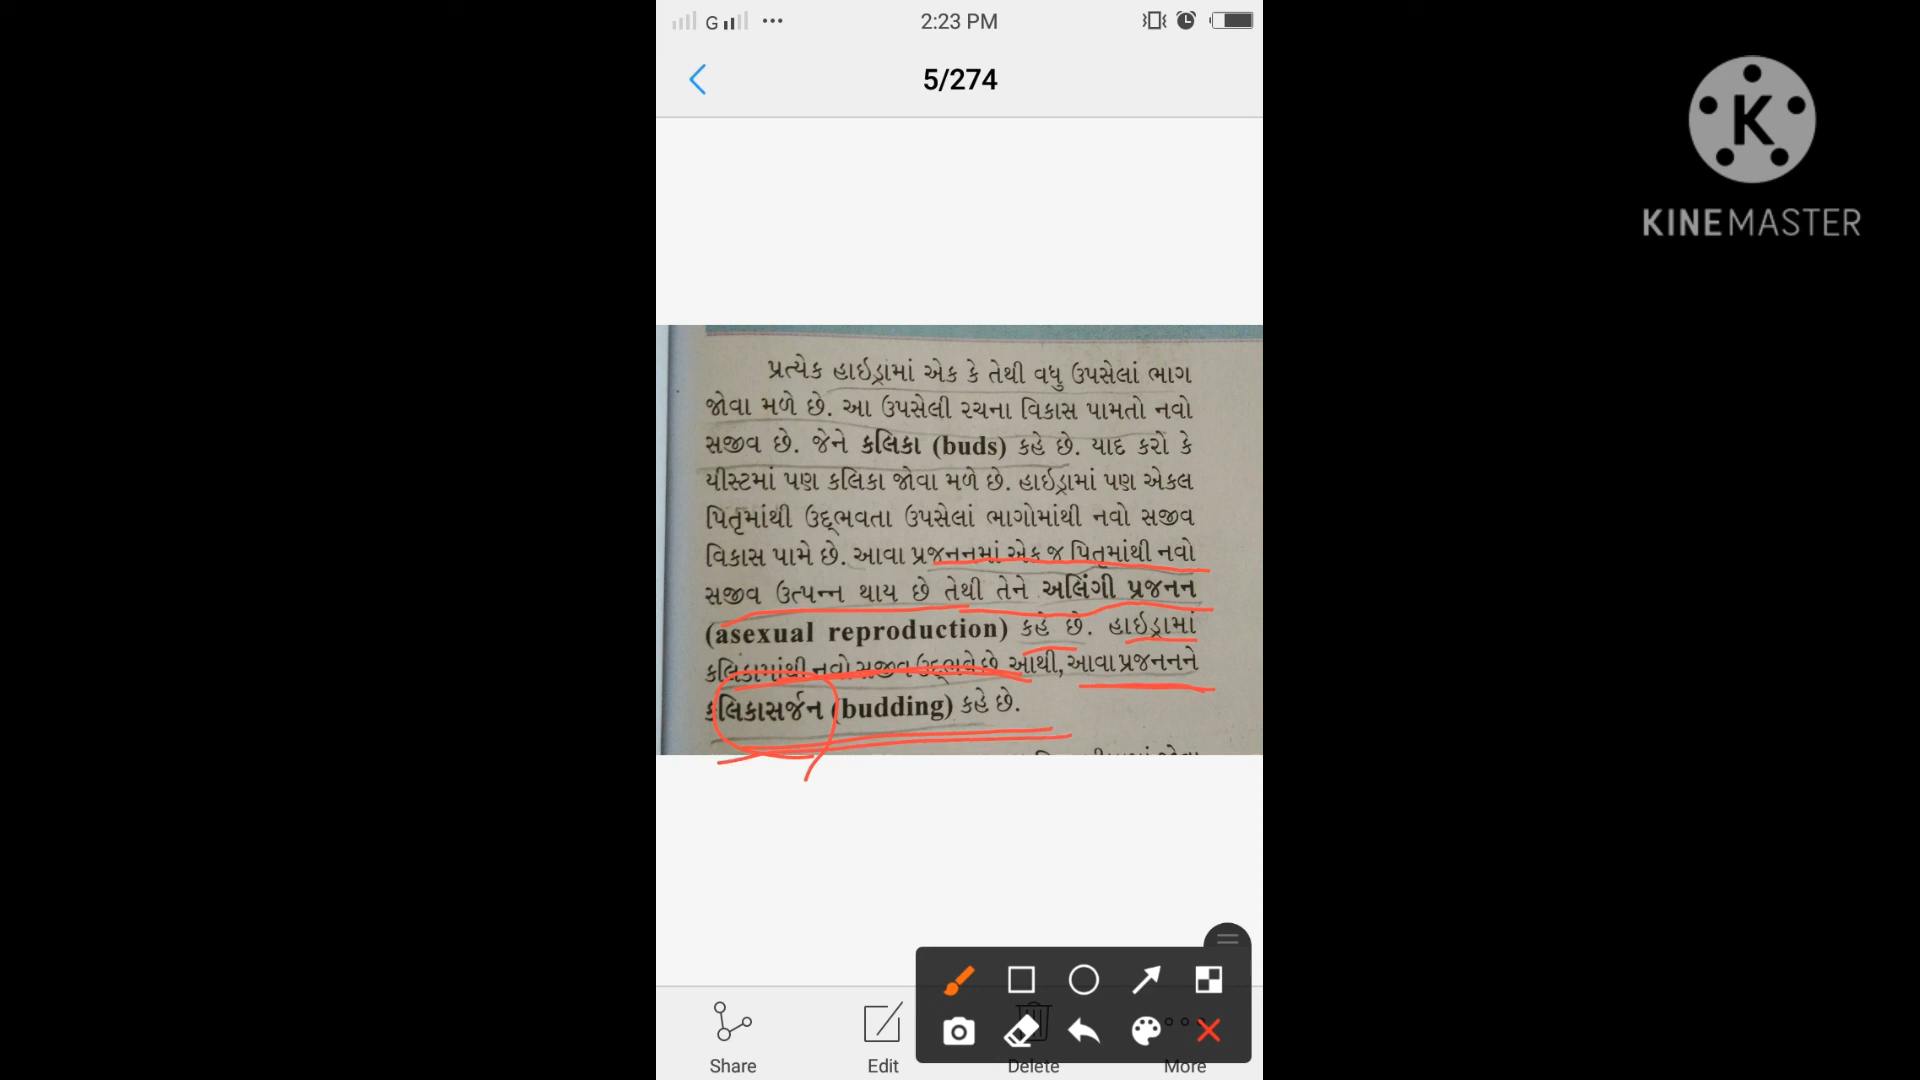 G
2:23 PM
5/274
KINEMASTER
પ્રત્યેક હાઇડ્રામાં એક કે તેથી વધુ ઉપસેલાં ભાગ
જોવા મળે છે. આ ઉપસેલી રચના વિકાસ પામતો નવો
સજીવ છે. જેને કલિકા (buds) કહે છે. યાદ કરો કે
યીસ્ટમાં પણ કલિકા જોવા મળે છે. હાઇડ્રામાં પણ એકલ
પિતૃમાંથી ઉદ્ભવતા ઉપસેલાં ભાગોમાંથી નવો સજીવ
વિકાસ પામે છે. આવા પ્રજનનમાં એક જ પિતૃમાંથી નવો
સજીવ ઉત્પન્ન થાય છે તેથી તેને અલિંગી પ્રજનન
(asexual reproduction) કહે છે. હાઇડ્રામાં
કલિકામાંથી નવો સજીવ ઉદ્ભવે છે આથી, આવા પ્રજનનને
કલિકાસર્જન (budding) કહે છે.
Share
Edit
Delete
More